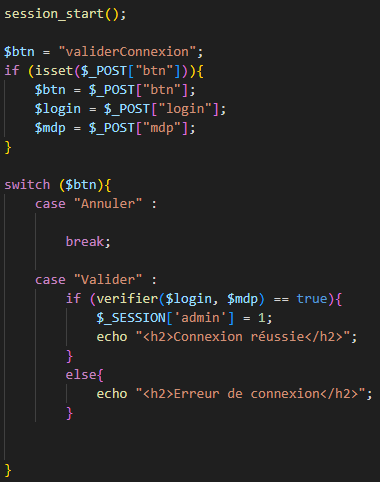 session_start();
$btn = "validerConnexion";
if (isset($_POST["btn"])){
    $btn = $_POST["btn"];
    $login = $_POST["login"];
    $mdp = $_POST["mdp"];
}
switch ($btn){
    case "Annuler" :
        break;
    case "Valider" :
        if (verifier($login, $mdp) == true){
            $_SESSION['admin'] = 1;
            echo "<h2>Connexion réussie</h2>";
        }
        else{
            echo "<h2>Erreur de connexion</h2>";
        }
}